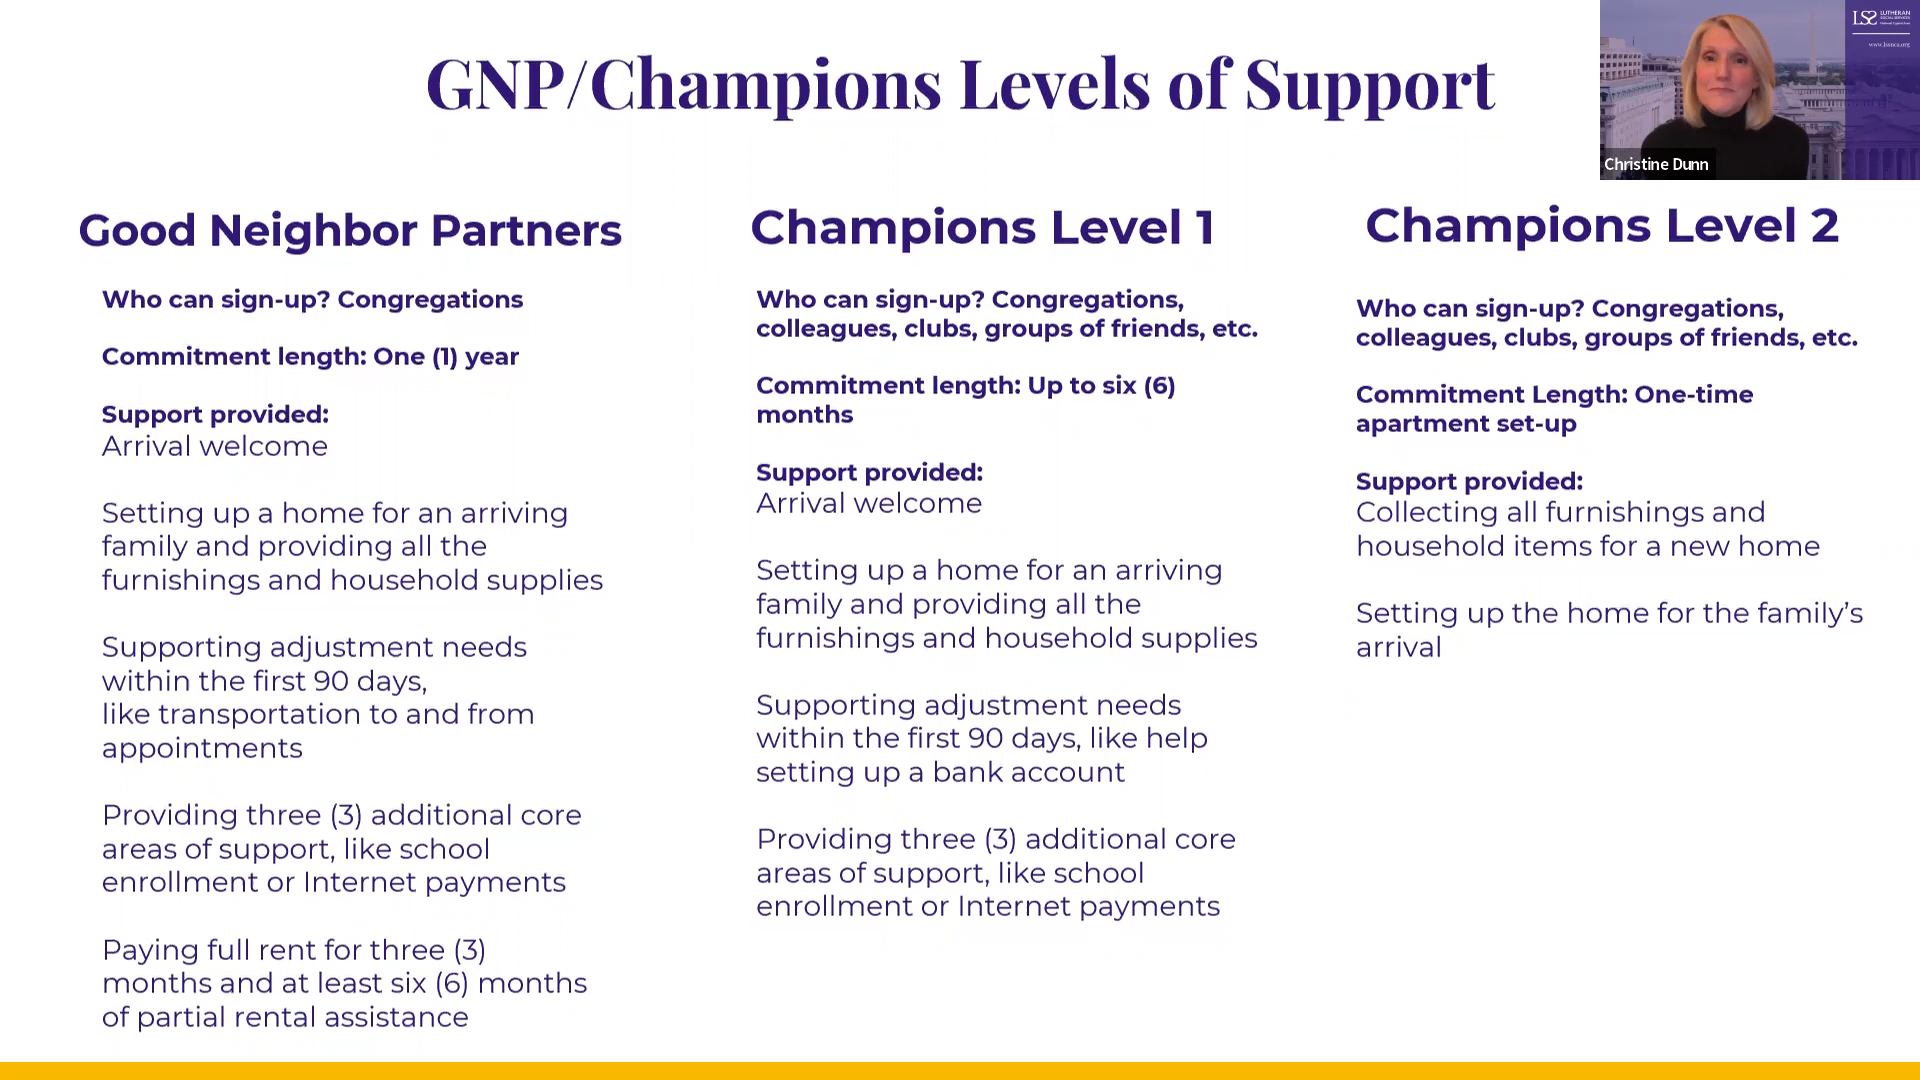 GNP/Champions Levels of Support
LSS
LUTHERAN
SOCIAL SERVICES
National Capital Area
www.lssnca.org
Christine Dunn
Good Neighbor Partners
Who can sign-up? Congregations
Commitment length: One (1) year
Support provided:
Arrival welcome
Setting up a home for an arriving
family and providing all the
furnishings and household supplies
Supporting adjustment needs
within the first 90 days,
like transportation to and from
appointments
Providing three (3) additional core
areas of support, like school
enrollment or Internet payments
Paying full rent for three (3)
months and at least six (6) months
of partial rental assistance
Champions Level 1
Who can sign-up? Congregations,
colleagues, clubs, groups of friends, etc.
Commitment length: Up to six (6)
months
Support provided:
Arrival welcome
Setting up a home for an arriving
family and providing all the
furnishings and household supplies
Supporting adjustment needs
within the first 90 days, like help
setting up a bank account
Providing three (3) additional core
areas of support, like school
enrollment or Internet payments
Champions Level 2
Who can sign-up? Congregations,
colleagues, clubs, groups of friends, etc.
Commitment Length: One-time
apartment set-up
Support provided:
Collecting all furnishings and
household items for a new home
Setting up the home for the family’s
arrival